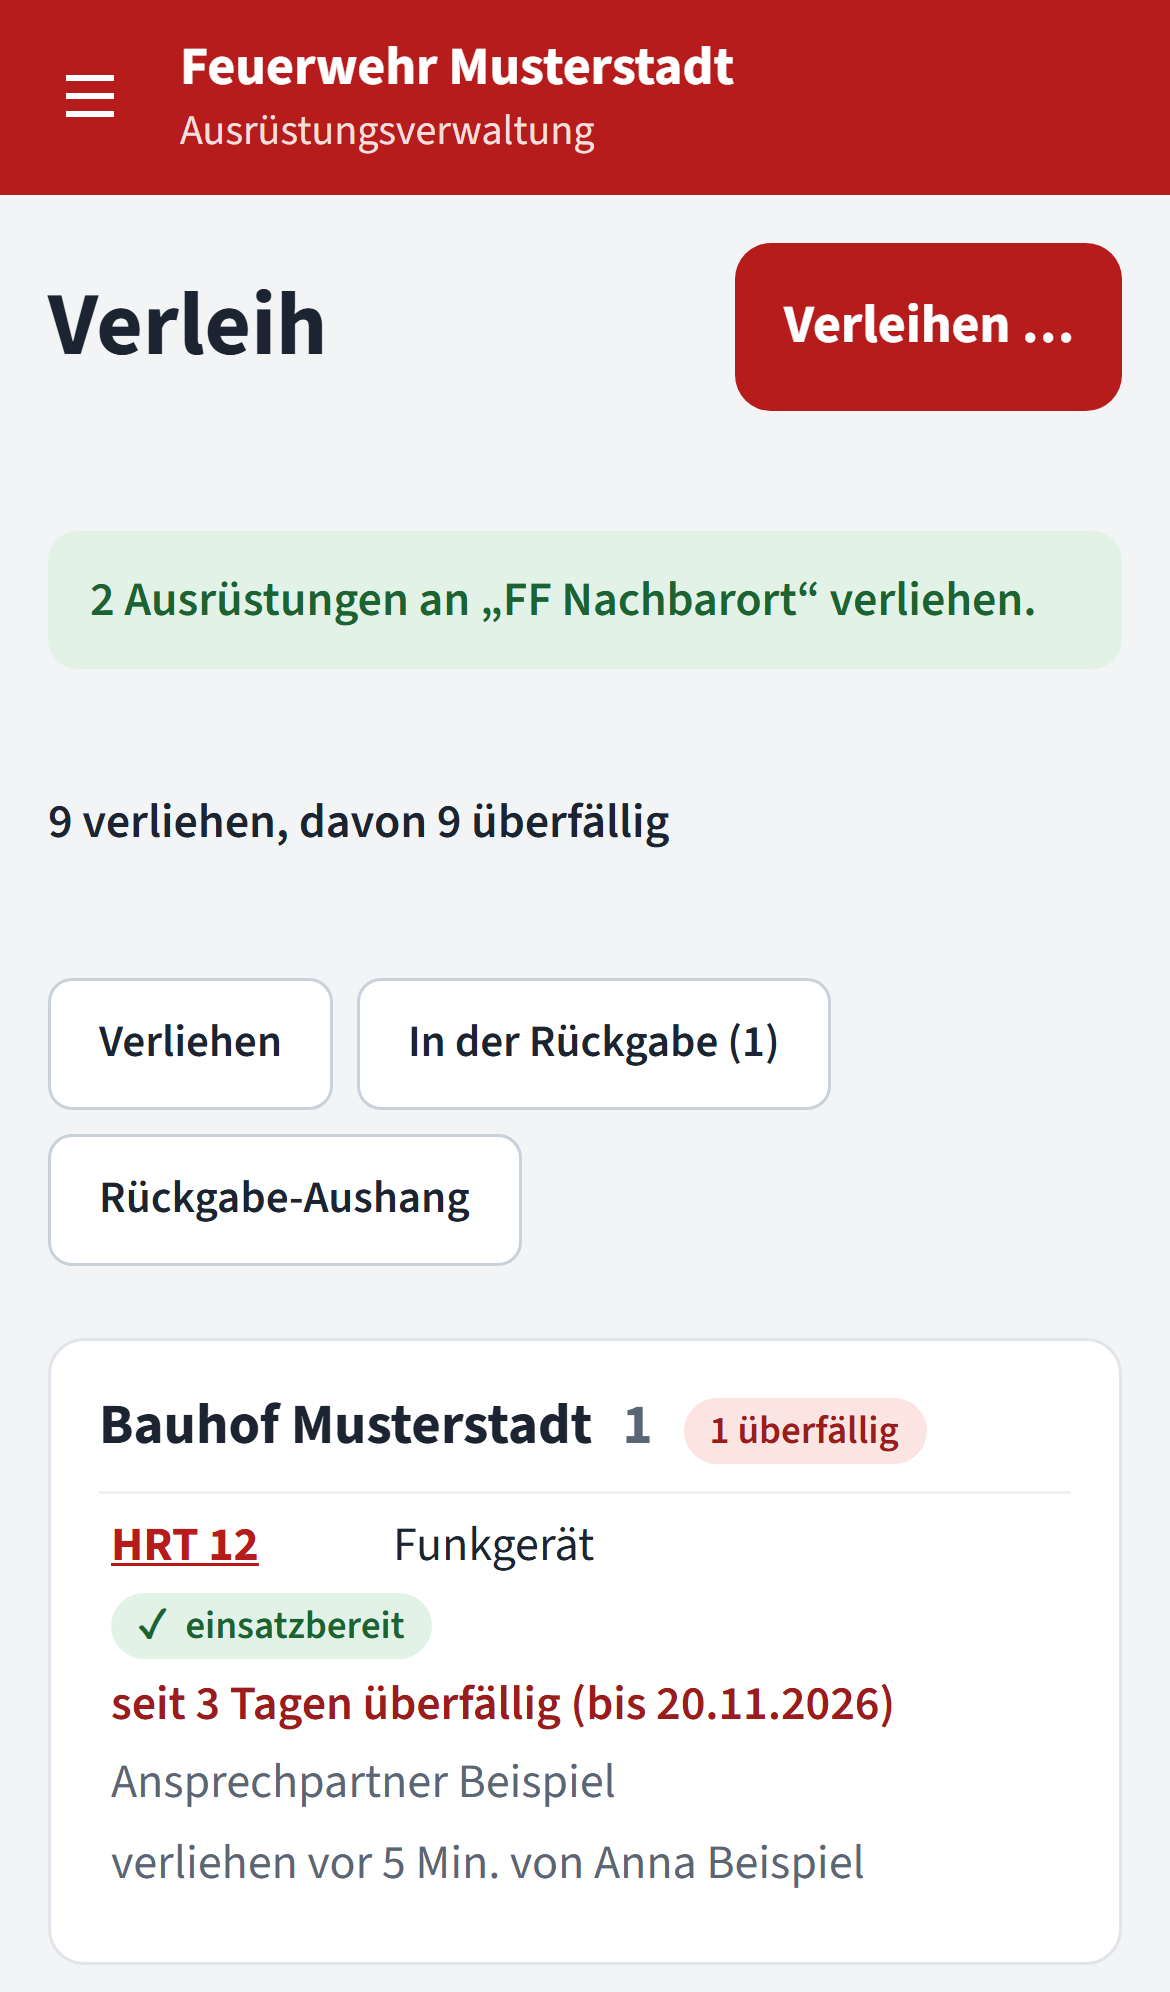 Feuerwehr Musterstadt
Ausrüstungsverwaltung
Verleih
Verleihen …
2 Ausrüstungen an „FF Nachbarort“ verliehen.
9 verliehen, davon 9 überfällig
Verliehen
In der Rückgabe (1)
Rückgabe-Aushang
Bauhof Musterstadt 1 1 überfällig
HRT 12 Funkgerät
✓ einsatzbereit
seit 3 Tagen überfällig (bis 20.11.2026)
Ansprechpartner Beispiel
verliehen vor 5 Min. von Anna Beispiel